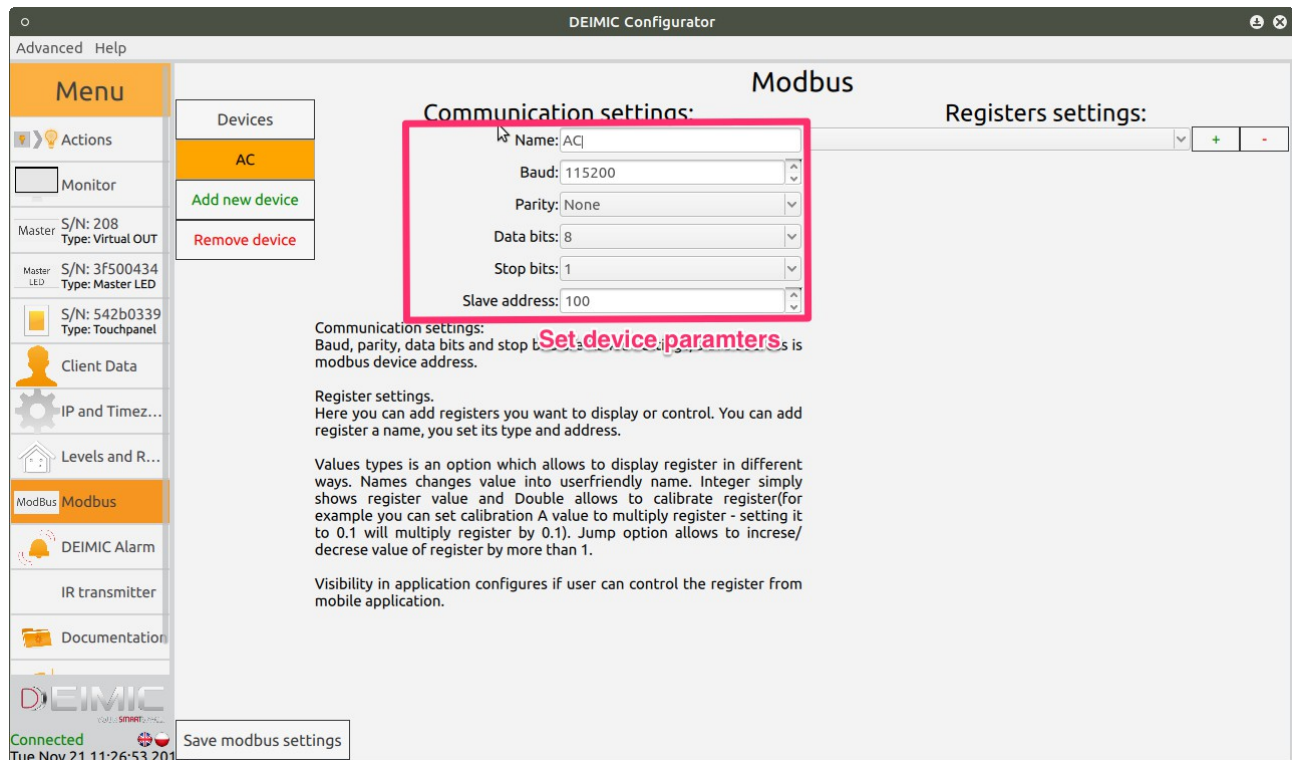 DEIMIC Configurator
Advanced Help
Menu
Actions
Monitor
Master S/N: 208
Type: Virtual OUT
Master LED S/N: 3f500434
Type: Master LED
S/N: 542b0339
Type: Touchpanel
Client Data
IP and Timez...
Levels and R...
ModBus Modbus
DEIMIC Alarm
IR transmitter
Documentation
DEIMIC
SMART
Connected
Tue Nov 21 11:26:53 201
Devices
AC
Add new device
Remove device
Modbus
Communication settings:
Name: AC
Baud: 115200
Parity: None
Data bits: 8
Stop bits: 1
Slave address: 100
Set device paramters
Registers settings:
+ -
Communication settings:
Baud, parity, data bits and stop is
modbus device address.
Register settings.
Here you can add registers you want to display or control. You can add
register a name, you set its type and address.
Values types is an option which allows to display register in different
ways. Names changes value into userfriendly name. Integer simply
shows register value and Double allows to calibrate register(for
example you can set calibration A value to multiply register - setting it
to 0.1 will multiply register by 0.1). Jump option allows to increse/
decrese value of register by more than 1.
Visibility in application configures if user can control the register from
mobile application.
Save modbus settings